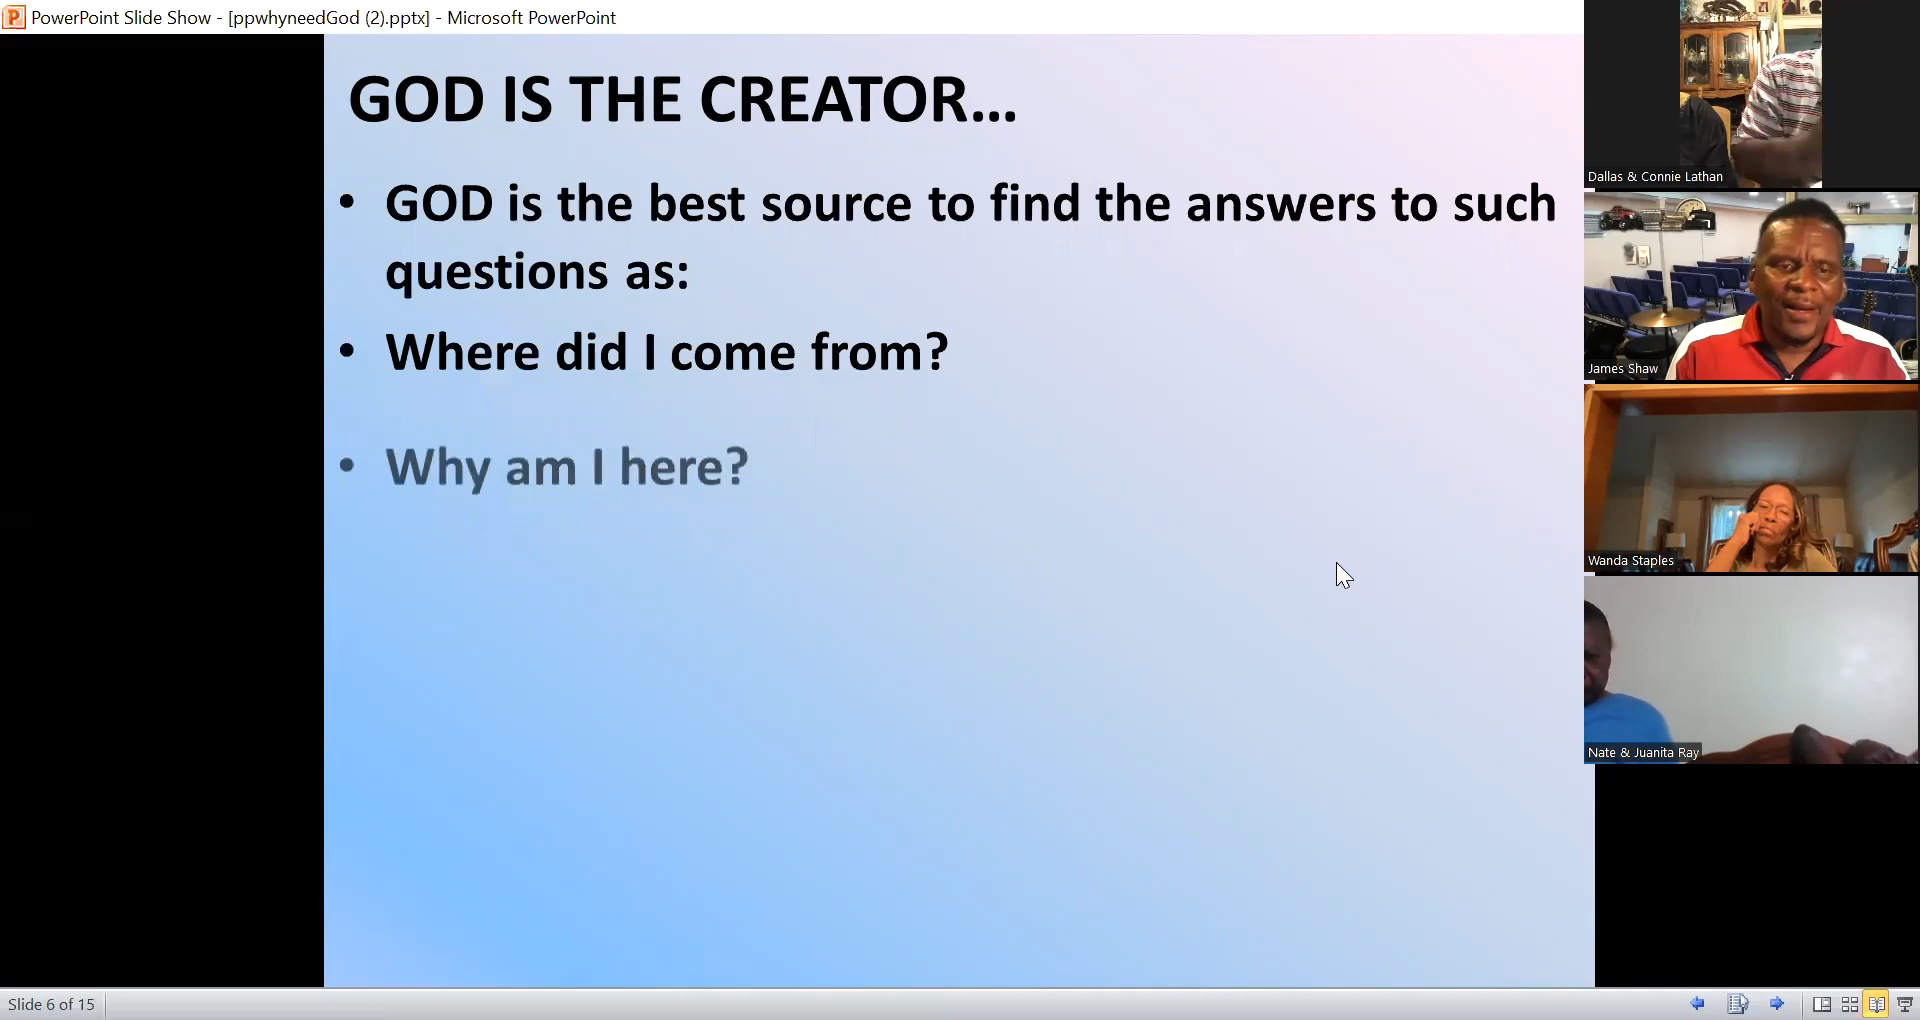 PowerPoint Slide Show - [ppwhyneedGod (2).pptx] - Microsoft PowerPoint
GOD IS THE CREATOR...
• GOD is the best source to find the answers to such
questions as:
• Where did I come from?
• Why am I here?
Dallas & Connie Lathan
James Shaw
Wanda Staples
Nate & Juanita Ray
Slide 6 of 15